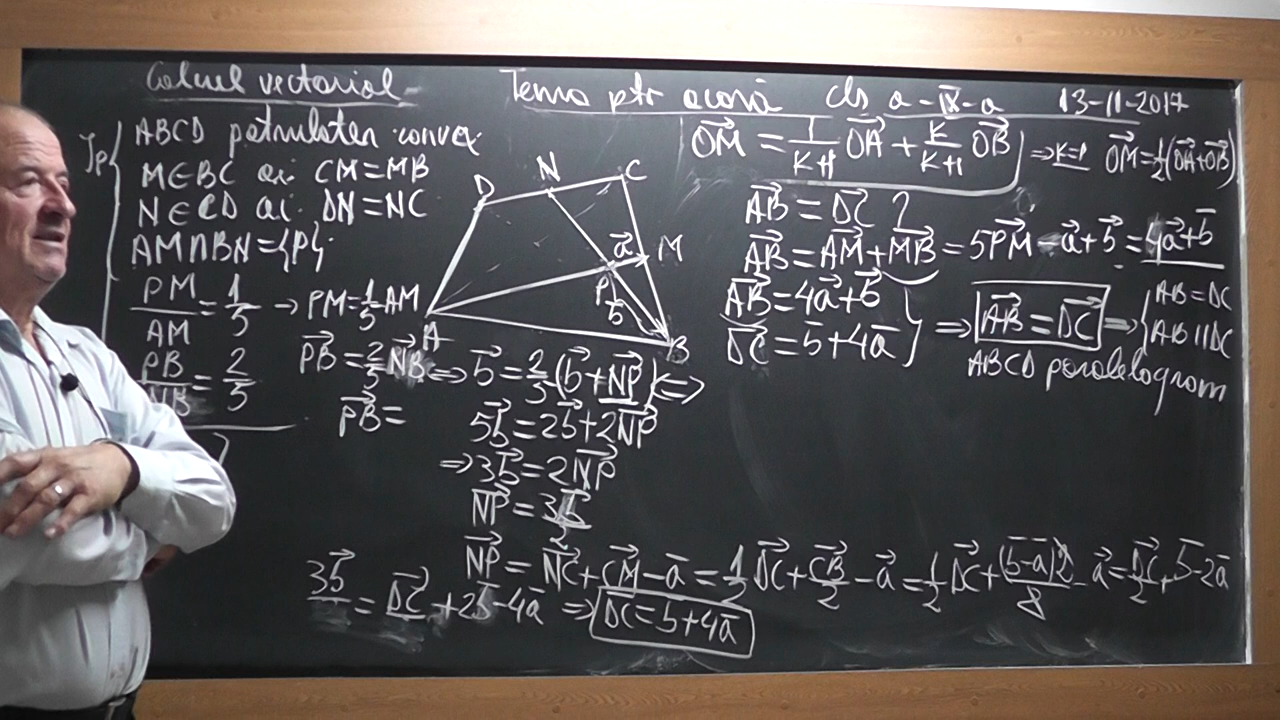 Calcul vectorial
Tema ptr acasă cls a-IX-a 13-11-2017
Ip { ABCD patrulater convex
M∈BC aî. CM=MB
N∈CD aî. DN=NC
AM∩BN={P}
PM/AM = 1/5 → PM=1/5 AM
PB/NB = 2/5
PB⃗ = 2/5 NB⃗ ⇒ b⃗ = 2/5 (b⃗+NP⃗) ⇔
PB⃗ =
5b⃗ = 2b⃗+2NP⃗
⇒ 3b⃗ = 2NP⃗
NP⃗ = 3b⃗/2
NP⃗ = NC⃗+CM⃗-a⃗ = 1/2 DC⃗ + CB⃗/2 - a⃗ = 1/2 DC⃗ + (b-a)2/2 - a⃗ = DC⃗/2 + b-2a
3b⃗ = DC⃗+2b-4a ⇒ DC=b+4a
D N C
a⃗ M
P
b
A B
OM⃗ = 1/(K+1) OA⃗ + K/(K+1) OB⃗ ⇒ K=1 OM⃗=1/2(OA⃗+OB⃗)
AB⃗ = DC⃗ ?
AB⃗ = AM⃗+MB⃗ = 5PM⃗-a⃗+b⃗ = 4a⃗+b
AB⃗ = 4a⃗+b⃗
DC⃗ = b+4a } ⇒ AB⃗ = DC⃗ ⇒ { AB=DC
AB∥DC
ABCD paralelogram